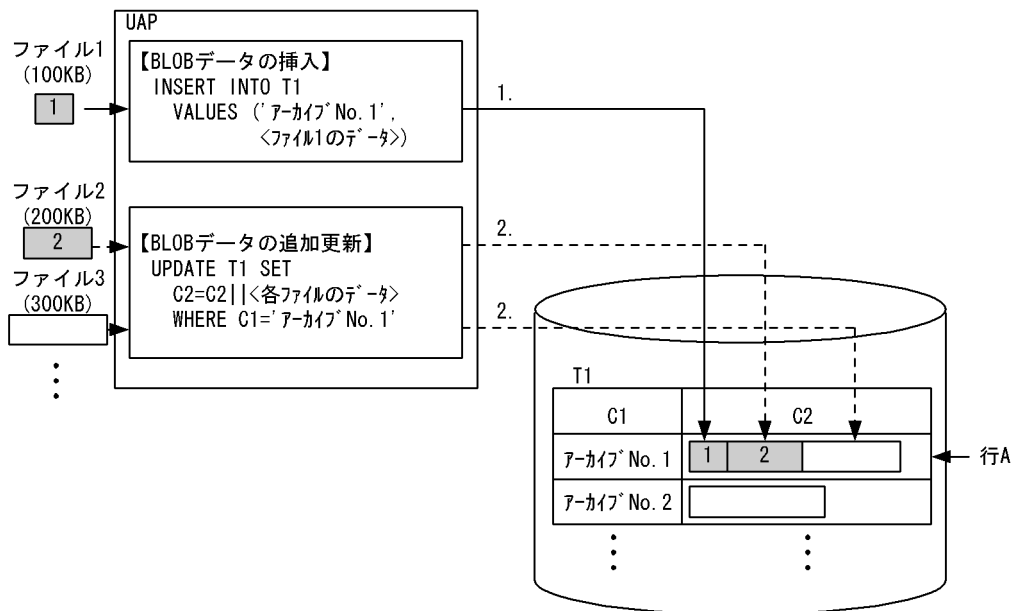 UAP
ファイル1
(100KB)
1
【BLOBデータの挿入】
INSERT INTO T1
VALUES ('ｱｰｶｲﾌﾞNo.1',
<ﾌｧｲﾙ1のﾃﾞｰﾀ>)
1.
ファイル2
(200KB)
2
【BLOBデータの追加更新】
UPDATE T1 SET
C2=C2||<各ﾌｧｲﾙのﾃﾞｰﾀ>
WHERE C1='ｱｰｶｲﾌﾞNo.1'
2.
ファイル3
(300KB)
2.
T1
C1 C2
ｱｰｶｲﾌﾞNo.1 1 2
行A
ｱｰｶｲﾌﾞNo.2